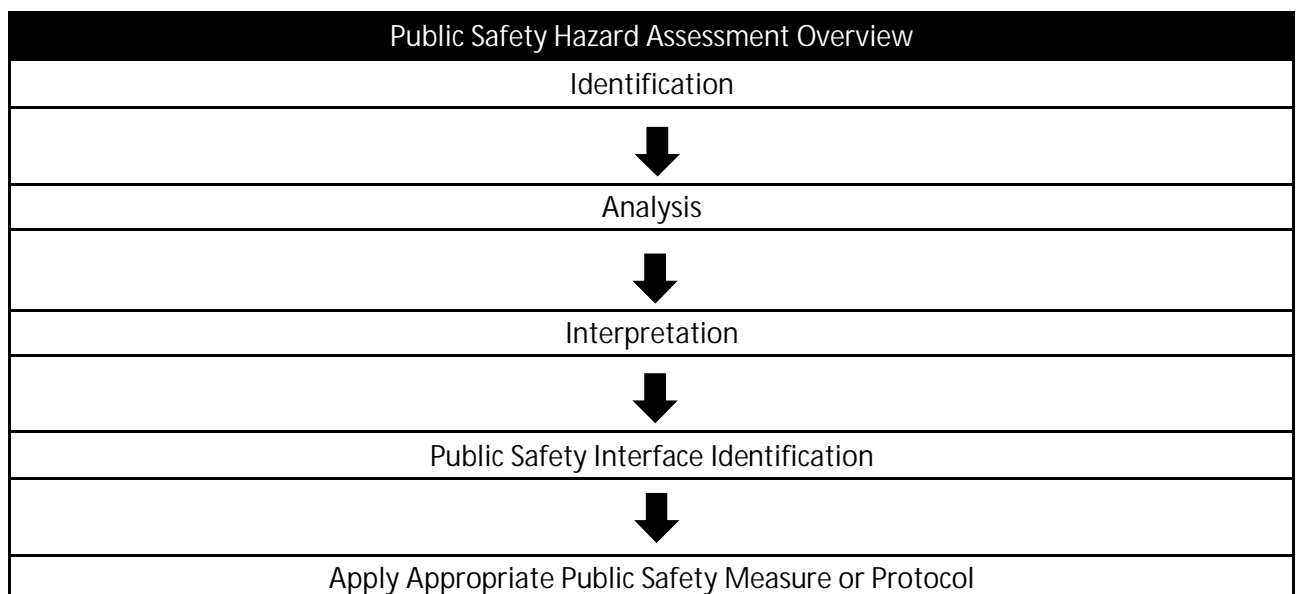 Public Safety Hazard Assessment Overview
Identification
Analysis
Interpretation
Public Safety Interface Identification
Apply Appropriate Public Safety Measure or Protocol